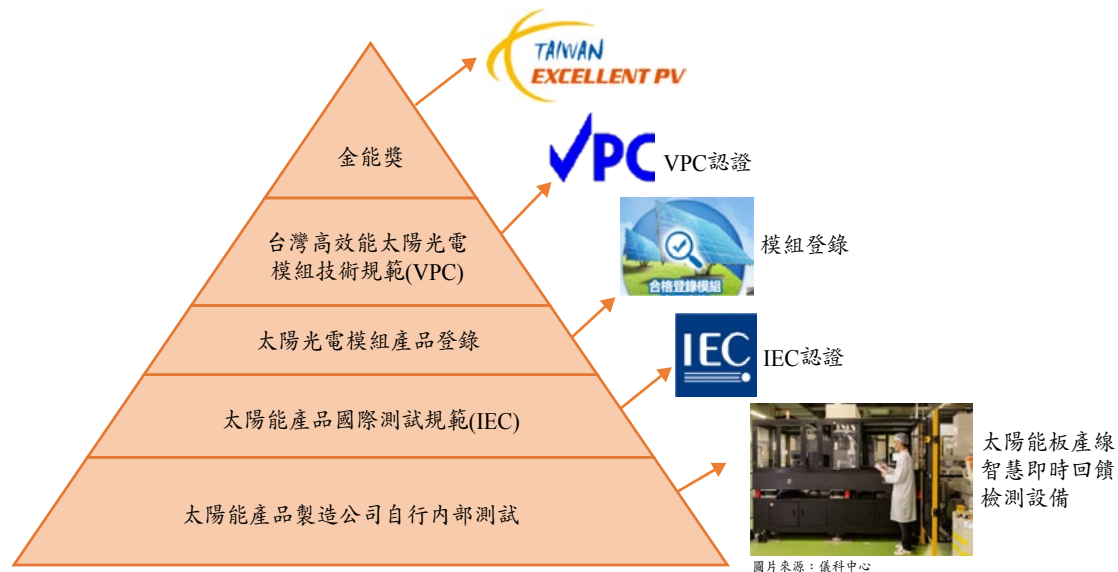 TAIWAN
EXCELLENT PV
金能獎
VPC
VPC認證
台灣高效能太陽光電
模組技術規範(VPC)
模組登錄
合格登錄模組
太陽光電模組產品登錄
IEC
IEC認證
太陽能產品國際測試規範(IEC)
太陽能板產線
智慧即時回饋
檢測設備
太陽能產品製造公司自行內部測試
圖片來源：儀科中心